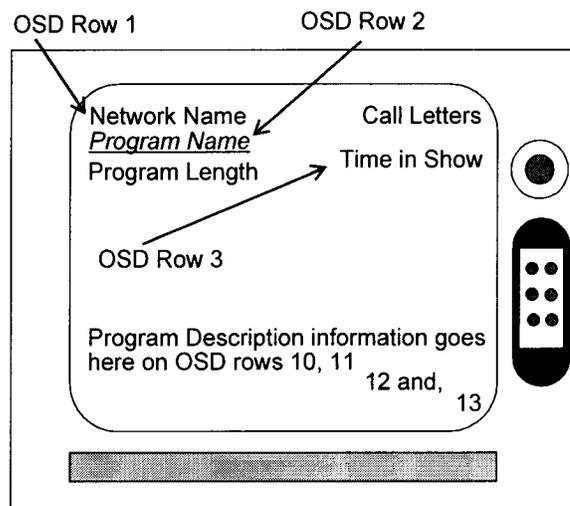 OSD Row 1
OSD Row 2
Network Name
Call Letters
Program Name
Time in Show
Program Length
OSD Row 3
Program Description information goes
here on OSD rows 10, 11
12 and,
13